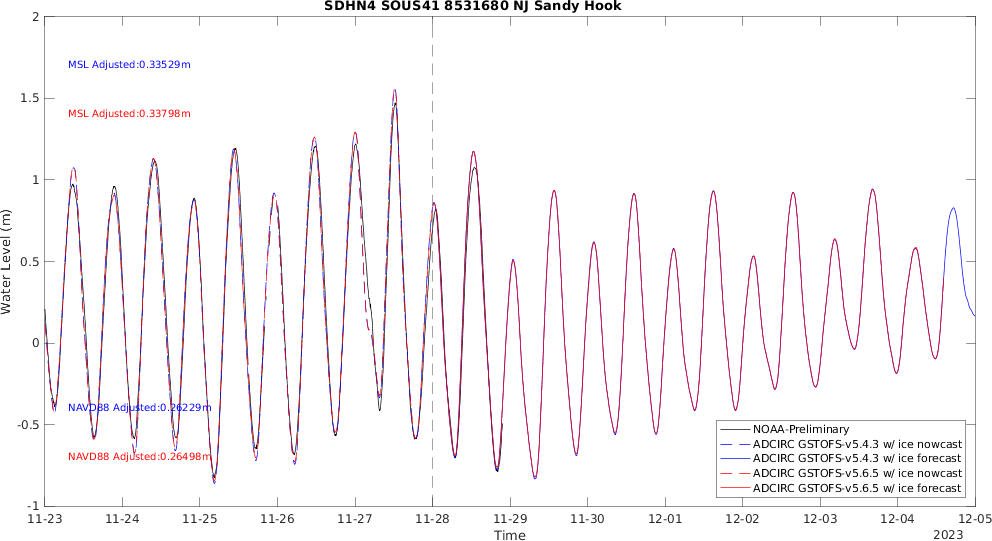 SDHN4 SOUS41 8531680 NJ Sandy Hook
2
1.5
1
0.5
0
-0.5
-1
Water Level (m)
MSL Adjusted:0.33529m
MSL Adjusted:0.33798m
NAVD88 Adjusted:0.26229m
NAVD88 Adjusted:0.26498m
NOAA-Preliminary
ADCIRC GSTOFS-v5.4.3 w/ ice nowcast
ADCIRC GSTOFS-v5.4.3 w/ ice forecast
ADCIRC GSTOFS-v5.6.5 w/ ice nowcast
ADCIRC GSTOFS-v5.6.5 w/ ice forecast
11-23 11-24 11-25 11-26 11-27 11-28 11-29 11-30 12-01 12-02 12-03 12-04 12-05
Time
2023